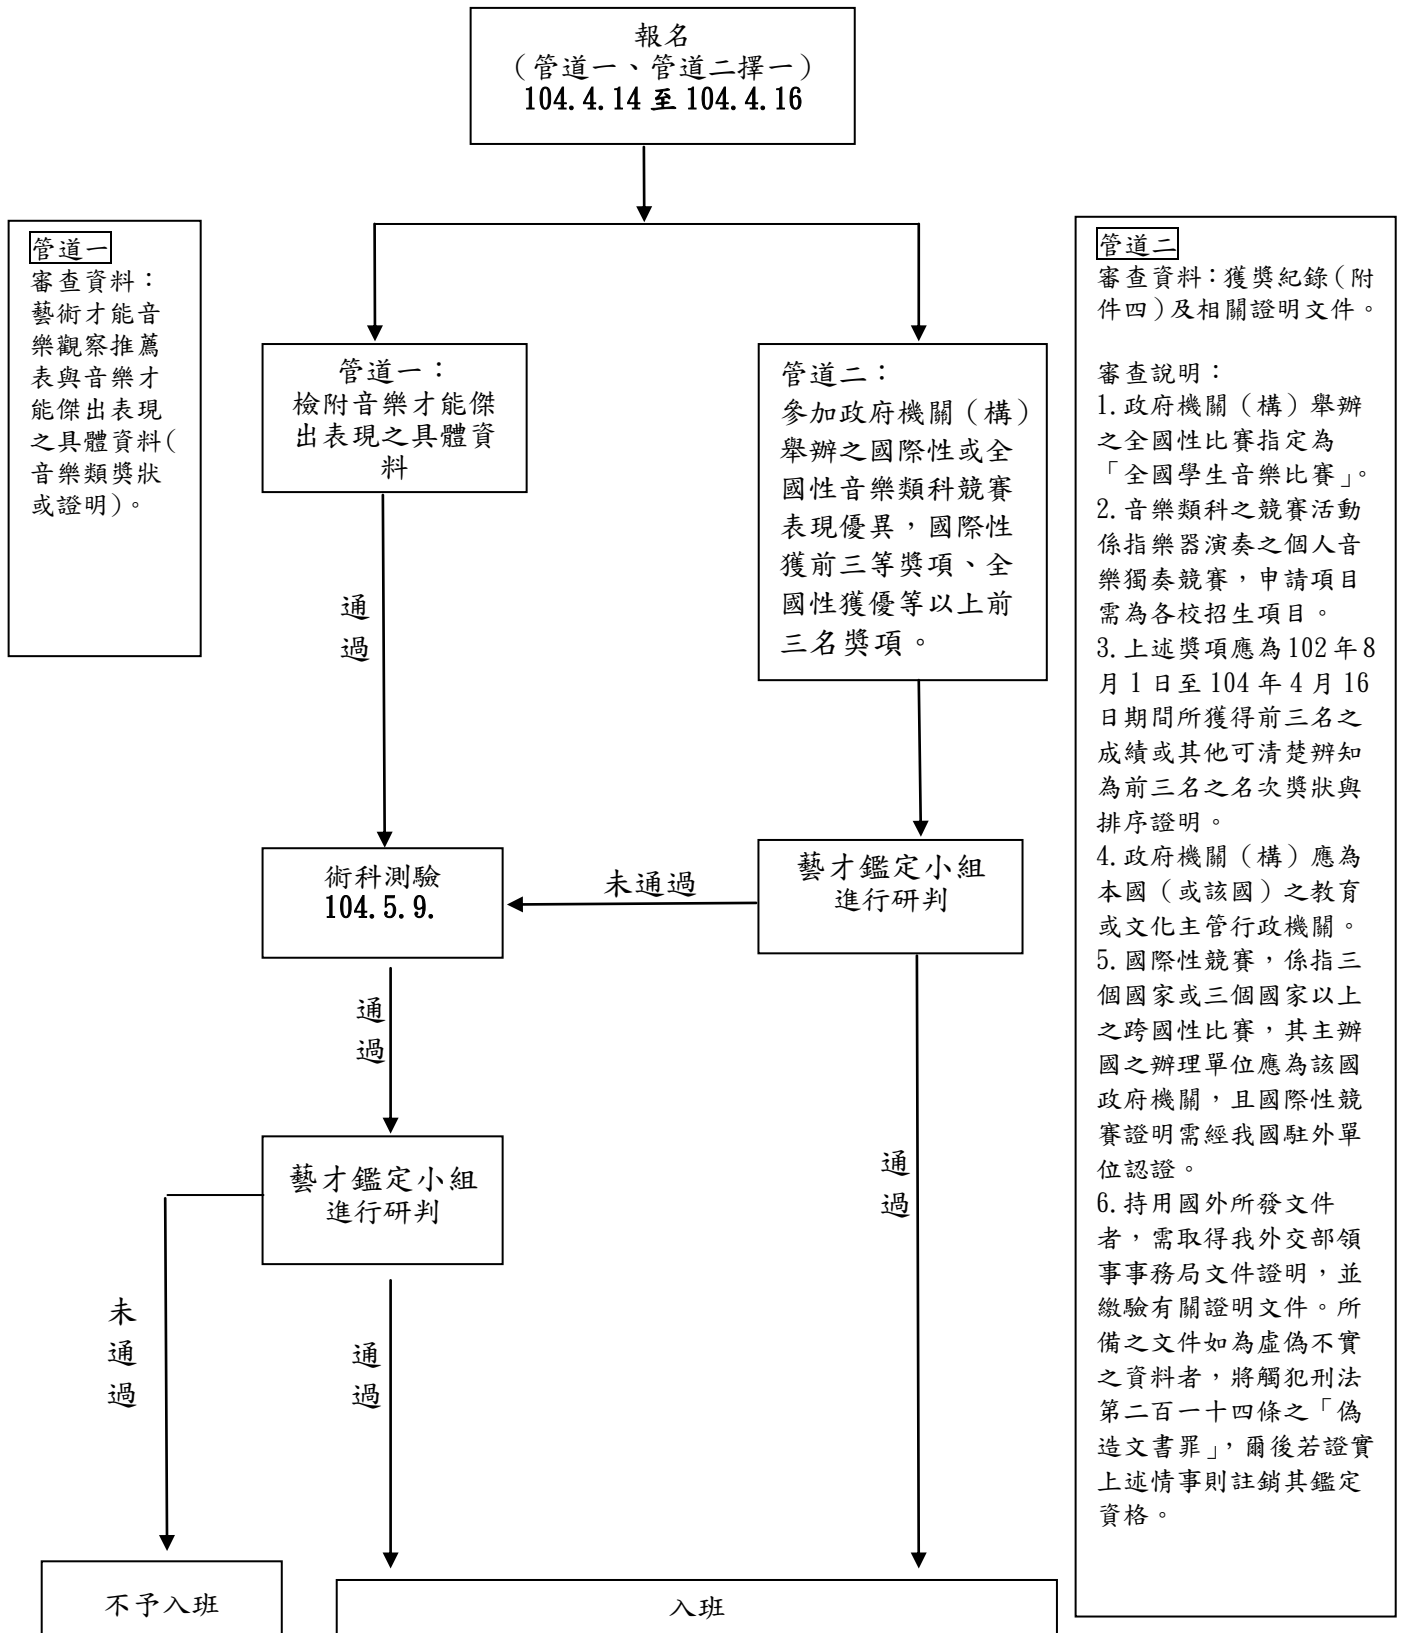 報名
（管道一、管道二擇一）
104.4.14 至 104.4.16
管道一
審查資料：
藝術才能音
樂觀察推薦
表與音樂才
能傑出表現
之具體資料(
音樂類獎狀
或證明)。
管道一：
檢附音樂才能傑
出表現之具體資
料
管道二：
參加政府機關（構）
舉辦之國際性或全
國性音樂類科競賽
表現優異，國際性
獲前三等獎項、全
國性獲優等以上前
三名獎項。
管道二
審查資料：獲獎紀錄（附
件四）及相關證明文件。
審查說明：
1.政府機關（構）舉辦
之全國性比賽指定為
「全國學生音樂比賽」。
2.音樂類科之競賽活動
係指樂器演奏之個人音
樂獨奏競賽，申請項目
需為各校招生項目。
3.上述獎項應為 102 年 8
月 1 日至 104 年 4 月 16
日期間所獲得前三名之
成績或其他可清楚辨知
為前三名之名次獎狀與
排序證明。
4.政府機關（構）應為
本國（或該國）之教育
或文化主管行政機關。
5.國際性競賽，係指三
個國家或三個國家以上
之跨國性比賽，其主辦
國之辦理單位應為該國
政府機關，且國際性競
賽證明需經我國駐外單
位認證。
6.持用國外所發文件
者，需取得我外交部領
事事務局文件證明，並
繳驗有關證明文件。所
備之文件如為虛偽不實
之資料者，將觸犯刑法
第二百一十四條之「偽
造文書罪」，爾後若證實
上述情事則註銷其鑑定
資格。
通
過
術科測驗
104.5.9.
未通過
藝才鑑定小組
進行研判
通
過
藝才鑑定小組
進行研判
通
過
未
通
過
通
過
不予入班
入班